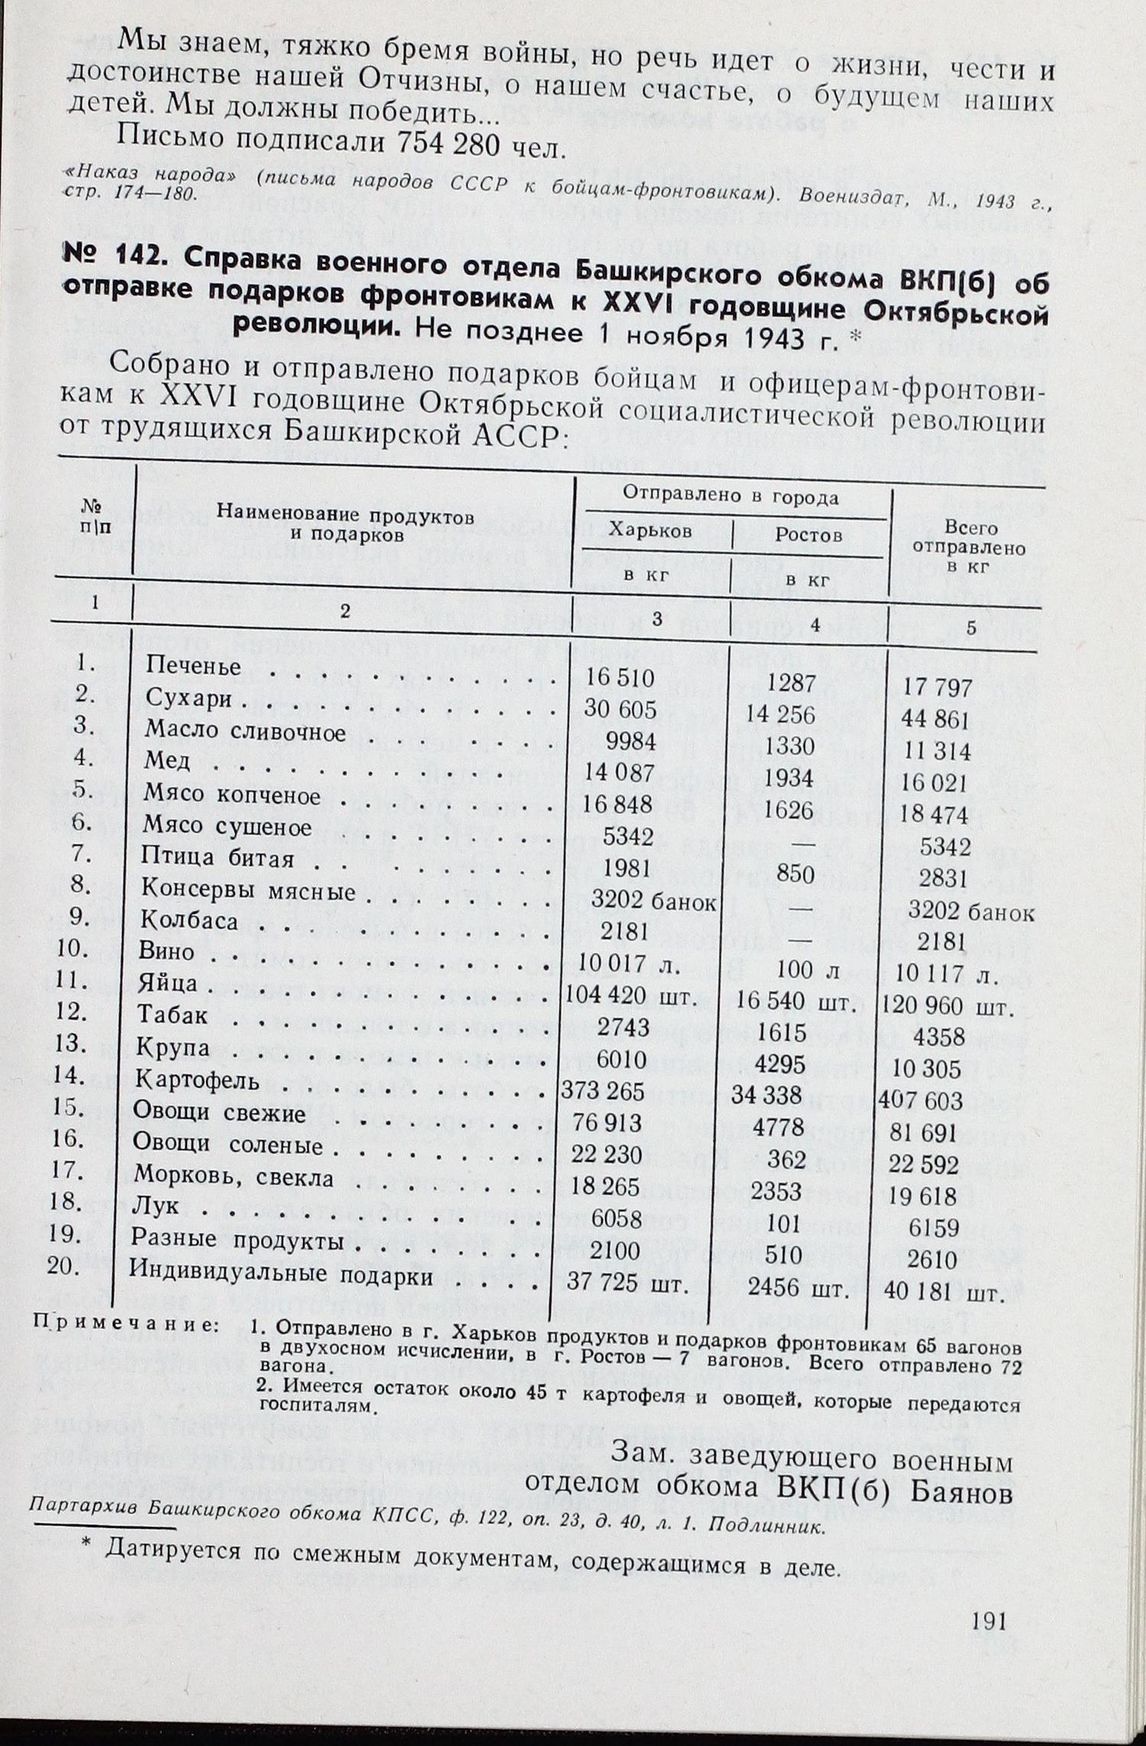 Мы знаем, тяжко бремя войны, но речь идет о жизни, чести и
достоинстве нашей Отчизны, о нашем счастье, о будущем наших
детей. Мы должны победить...
Письмо подписали 754 280 чел.
«Наказ народа» (письма народов СССР к бойцам-фронтовикам). Воениздат, М., 1943 г.,
стр. 174—180.
№ 142. Справка военного отдела Башкирского обкома ВКП(б) об
отправке подарков фронтовикам к XXVI годовщине Октябрьской
революции. Не позднее 1 ноября 1943 г. *
Собрано и отправлено подарков бойцам и офицерам-фронтови-
кам к XXVI годовщине Октябрьской социалистической революции
от трудящихся Башкирской АССР:
№ п|п | Наименование продуктов и подарков | Отправлено в города | Всего отправлено в кг
Харьков | Ростов
в кг | в кг
1 | 2 | 3 | 4 | 5
1. Печенье . . . . . . . . . . . . 16 510 1287 17 797
2. Сухари . . . . . . . . . . . . . 30 605 14 256 44 861
3. Масло сливочное . . . . . . . . 9984 1330 11 314
4. Мед . . . . . . . . . . . . 14 087 1934 16 021
5. Мясо копченое . . . . . . . . . 16 848 1626 18 474
6. Мясо сушеное . . . . . . . . . 5342 — 5342
7. Птица битая . . . . . . . . . 1981 850 2831
8. Консервы мясные . . . . . . . . 3202 банок — 3202 банок
9. Колбаса . . . . . . . . . . . . 2181 — 2181
10. Вино . . . . . . . . . . . . . . 10 017 л. 100 л 10 117 л.
11. Яйца . . . . . . . . . . . . . . 104 420 шт. 16 540 шт. 120 960 шт.
12. Табак . . . . . . . . . . . . . 2743 1615 4358
13. Крупа . . . . . . . . . . . . . 6010 4295 10 305
14. Картофель . . . . . . . . . . . 373 265 34 338 407 603
15. Овощи свежие . . . . . . . . . 76 913 4778 81 691
16. Овощи соленые . . . . . . . . . 22 230 362 22 592
17. Морковь, свекла . . . . . . . . 18 265 2353 19 618
18. Лук . . . . . . . . . . . . . . 6058 101 6159
19. Разные продукты . . . . . . . . 2100 510 2610
20. Индивидуальные подарки . . . . 37 725 шт. 2456 шт. 40 181 шт.
Примечание: 1. Отправлено в г. Харьков продуктов и подарков фронтовикам 65 вагонов
в двухосном исчислении, в г. Ростов — 7 вагонов. Всего отправлено 72
вагона.
2. Имеется остаток около 45 т картофеля и овощей, которые передаются
госпиталям.
Зам. заведующего военным
отделом обкома ВКП(б) Баянов
Партархив Башкирского обкома КПСС, ф. 122, оп. 23, д. 40, л. 1. Подлинник.
* Датируется по смежным документам, содержащимся в деле.
191